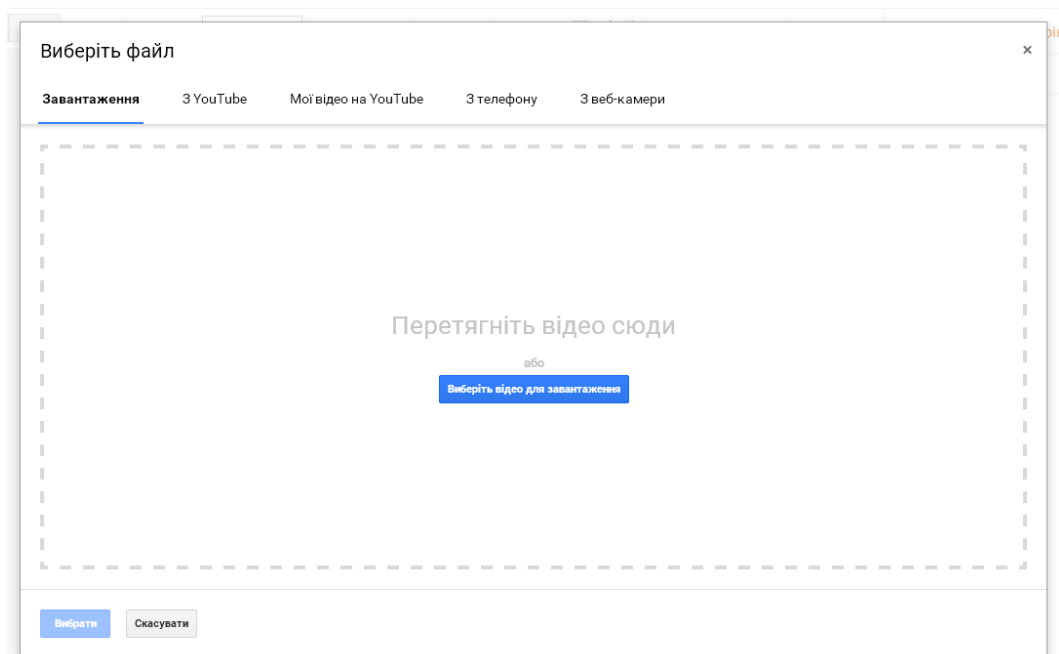 Виберіть файл
×
Завантаження З YouTube Мої відео на YouTube З телефону З веб-камери
Перетягніть відео сюди
або
Виберіть відео для завантаження
Вибрати Скасувати